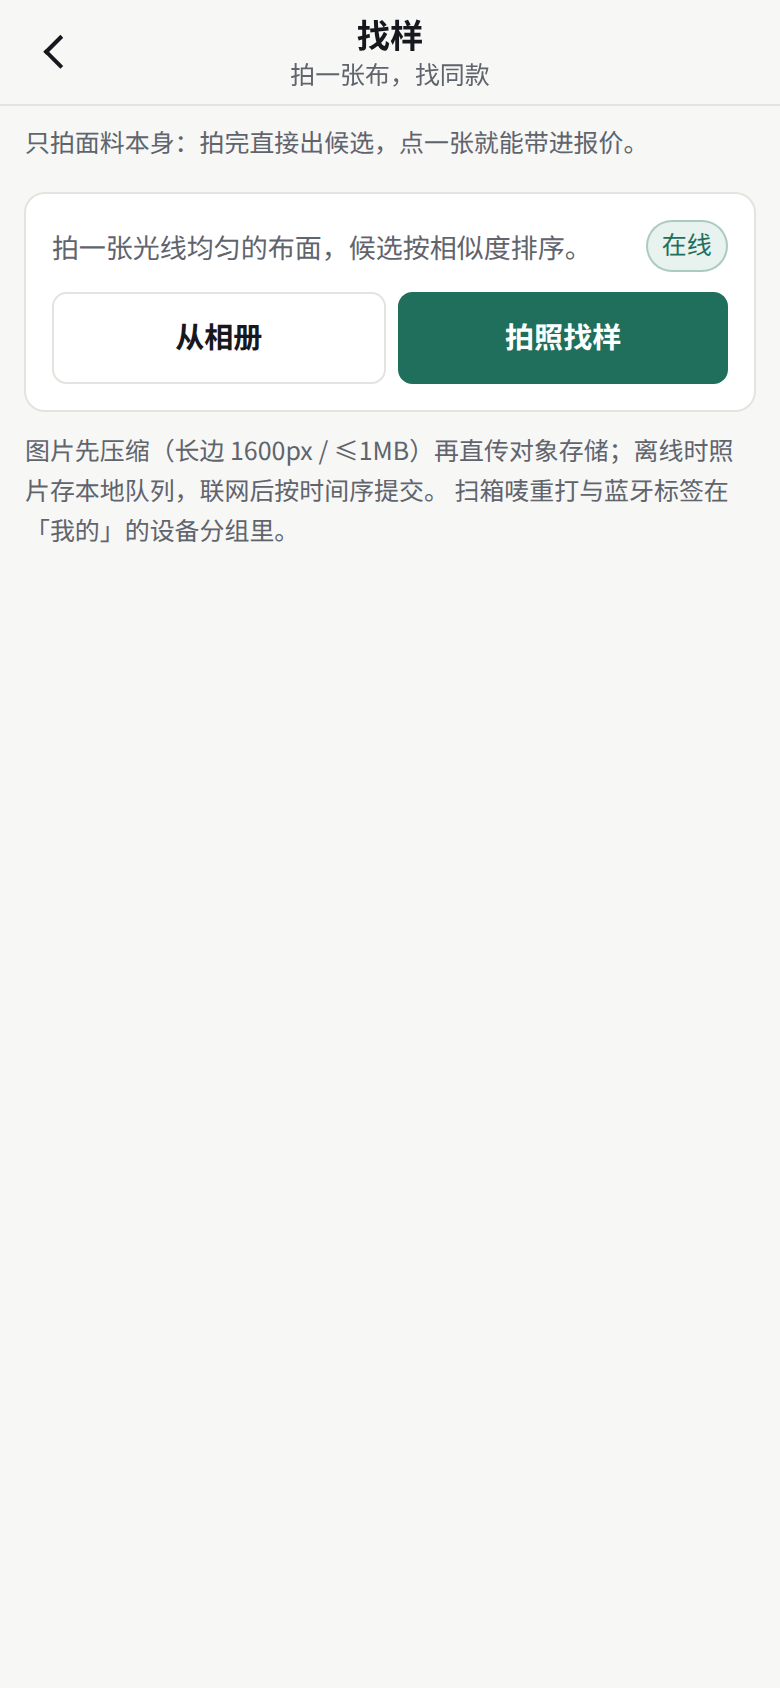 找样
拍一张布，找同款
只拍面料本身：拍完直接出候选，点一张就能带进报价。
拍一张光线均匀的布面，候选按相似度排序。
在线
从相册
拍照找样
图片先压缩（长边 1600px / ≤1MB）再直传对象存储；离线时照
片存本地队列，联网后按时间序提交。 扫箱唛重打与蓝牙标签在
「我的」的设备分组里。